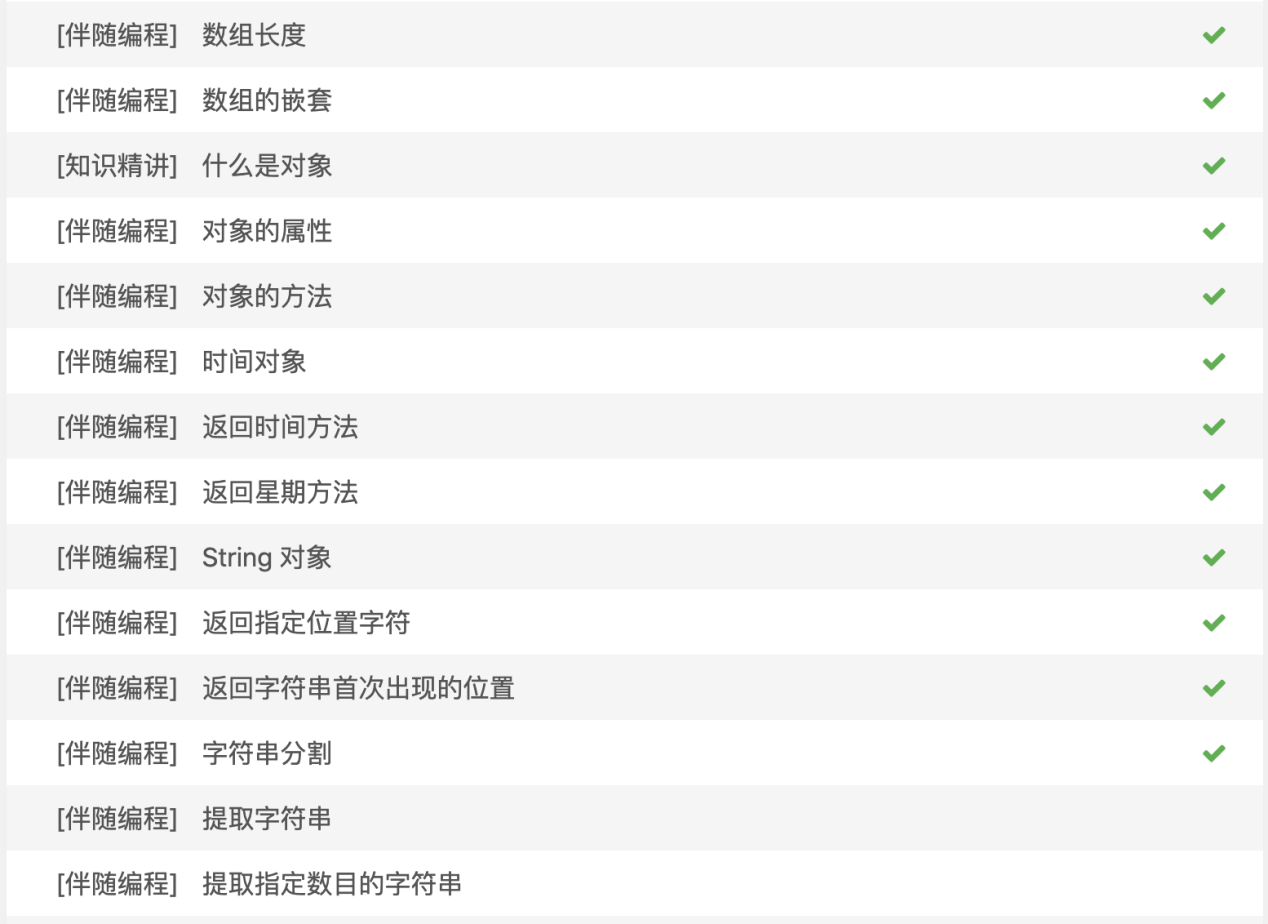 [伴随编程] 数组长度
[伴随编程] 数组的嵌套
[知识精讲] 什么是对象
[伴随编程] 对象的属性
[伴随编程] 对象的方法
[伴随编程] 时间对象
[伴随编程] 返回时间方法
[伴随编程] 返回星期方法
[伴随编程] String 对象
[伴随编程] 返回指定位置字符
[伴随编程] 返回字符串首次出现的位置
[伴随编程] 字符串分割
[伴随编程] 提取字符串
[伴随编程] 提取指定数目的字符串